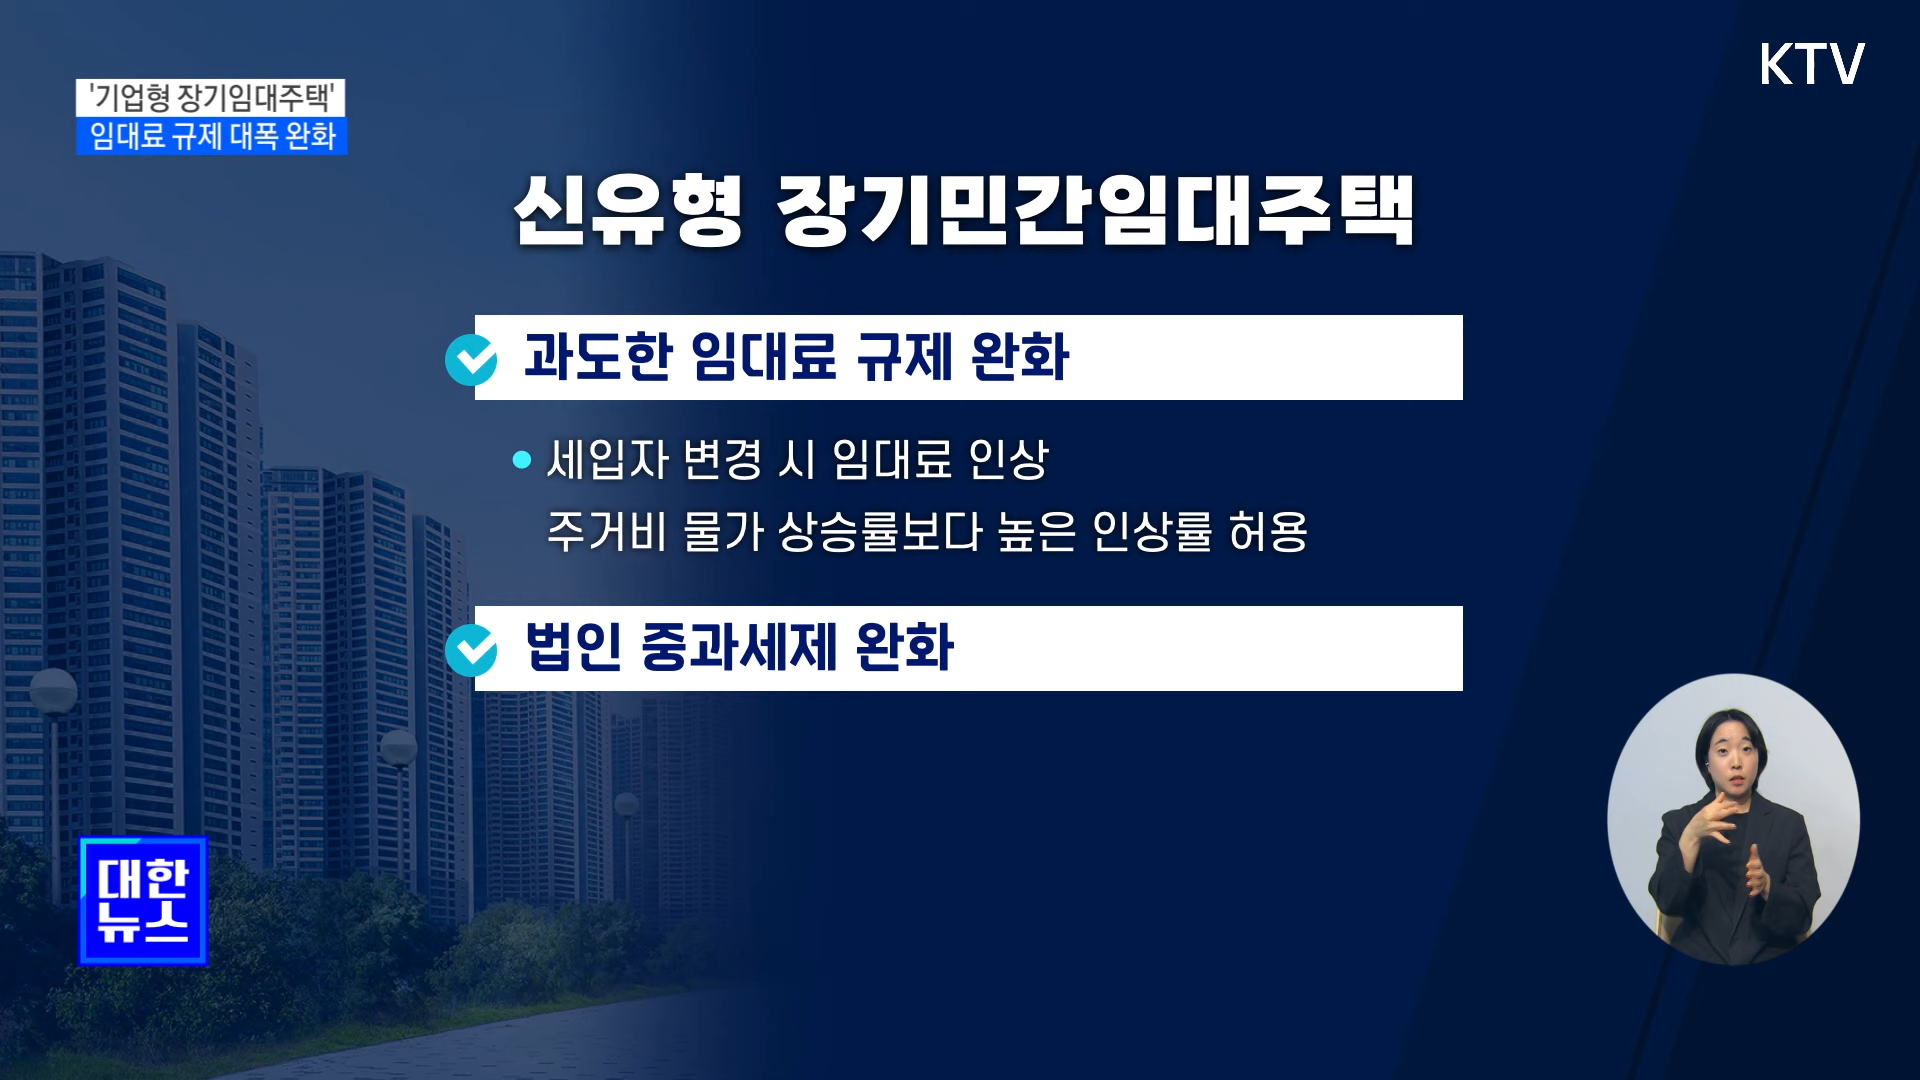 KTV
'기업형 장기임대주택'
임대료 규제 대폭 완화
신유형 장기민간임대주택
과도한 임대료 규제 완화
세입자 변경 시 임대료 인상
주거비 물가 상승률보다 높은 인상률 허용
법인 중과세제 완화
대한
뉴스